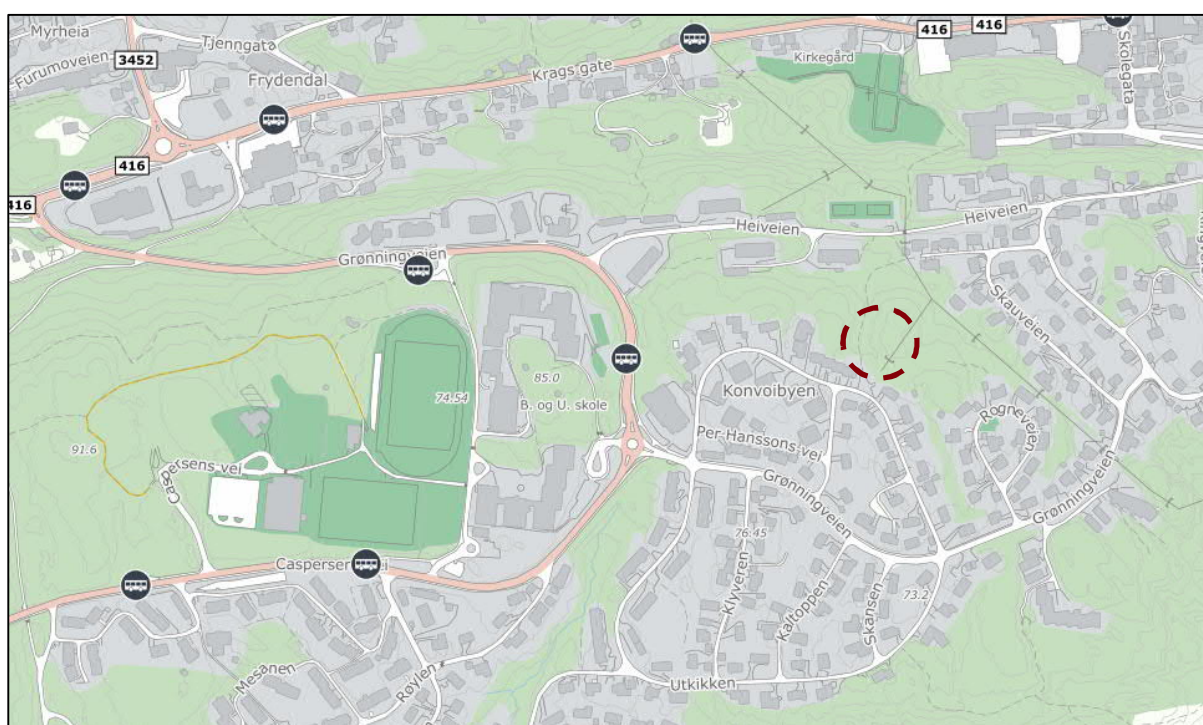 Myrheia
Tjenngata
416
416
Furumoveien
3452
Frydendal
Krags gate
Kirkegård
Skolegata
416
416
Heiveien
Heiveien
Grønningveien
Skauveien
85.0
B. og U. skole
74.54
Konvoibyen
Rogneveien
Per Hanssons vei
91.6
Caspersens vei
Grønningveien
Grønningveien
76.45
Klyveren
Kaltoppen
Skansen
73.2
Mesanen
Røylen
Utkikken